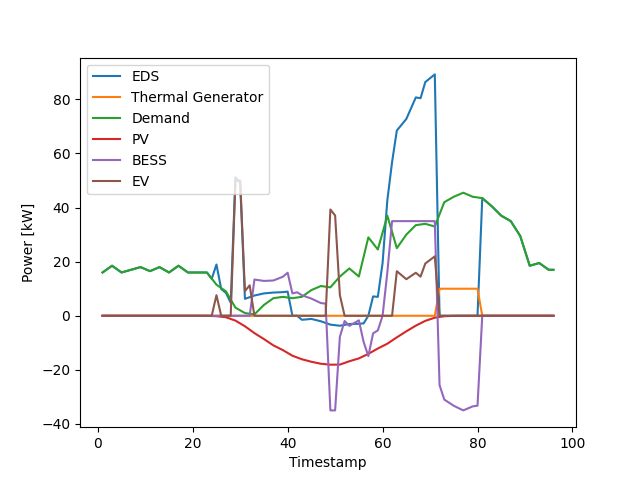 EDS
Thermal Generator
Demand
PV
BESS
EV
Power [kW]
80
60
40
20
0
−20
−40
0 20 40 60 80 100
Timestamp